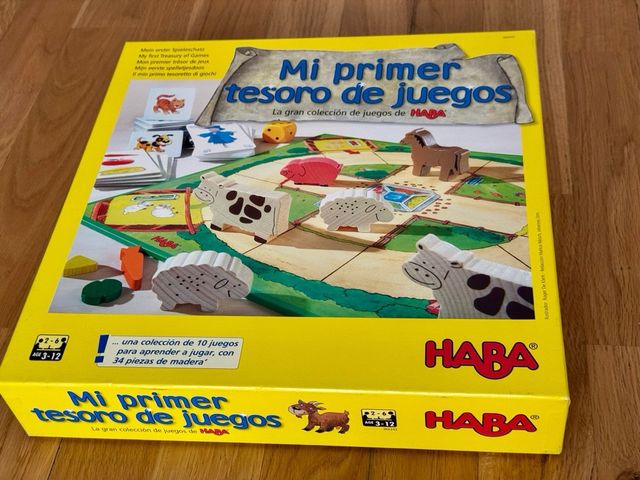 Mein erster Spieleschatz
My first Treasury of Games
Mon premier trésor de jeux
Mijn eerste spelletjesdoos
Il mio primo tesoretto di giochi
Mi primer
tesoro de juegos
La gran colección de juegos de HABA
HABA
2-6
AGE 3-12
! ... una colección de 10 juegos
para aprender a jugar, con
34 piezas de madera
HABA®
Mi primer
tesoro de juegos
La gran colección de juegos de HABA
2-6
AGE 3-12
HABA®